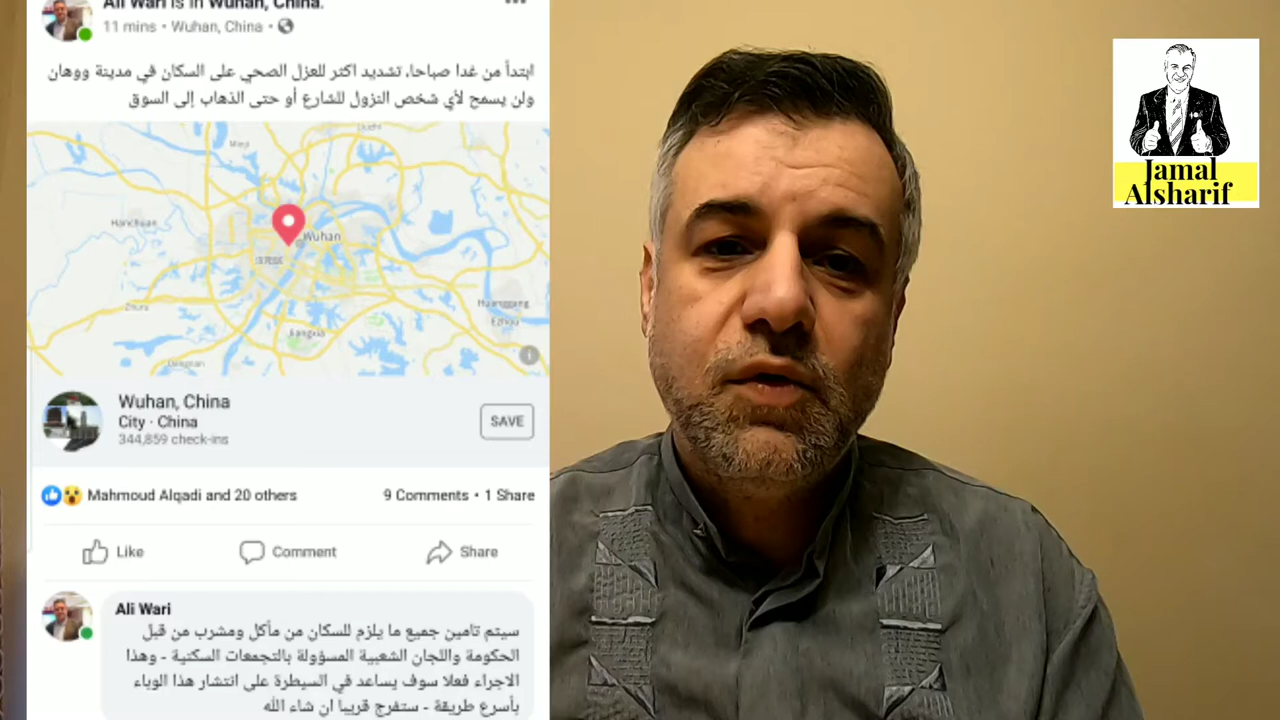 Ali Wari is in Wuhan, China.
11 mins • Wuhan, China •
ابتدأ من غدا صباحا، تشديد اكثر للعزل الصحي على السكان في مدينة ووهان
ولن يسمح لأي شخص النزول للشارع أو حتى الذهاب إلى السوق
Hanchuan
Wuhan
Huanggang
Ezhou
Jiangxia
Wuhan, China
City · China
344,859 check-ins
SAVE
Mahmoud Alqadi and 20 others
9 Comments • 1 Share
Like
Comment
Share
Ali Wari
سيتم تامين جميع ما يلزم للسكان من مأكل ومشرب من قبل
الحكومة واللجان الشعبية المسؤولة بالتجمعات السكنية - وهذا
الاجراء فعلا سوف يساعد في السيطرة على انتشار هذا الوباء
بأسرع طريقة - ستفرج قريبا ان شاء الله
Jamal
Alsharif